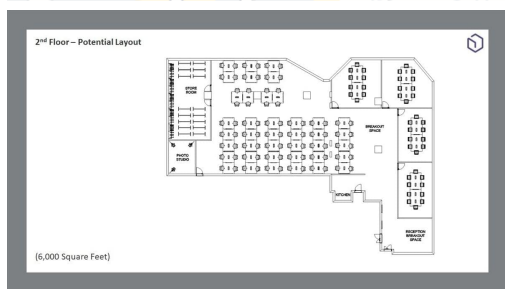 2nd Floor – Potential Layout
STORE
ROOM
BREAKOUT
SPACE
PHOTO
STUDIO
KITCHEN
RECEPTION
BREAKOUT
SPACE
(6,000 Square Feet)